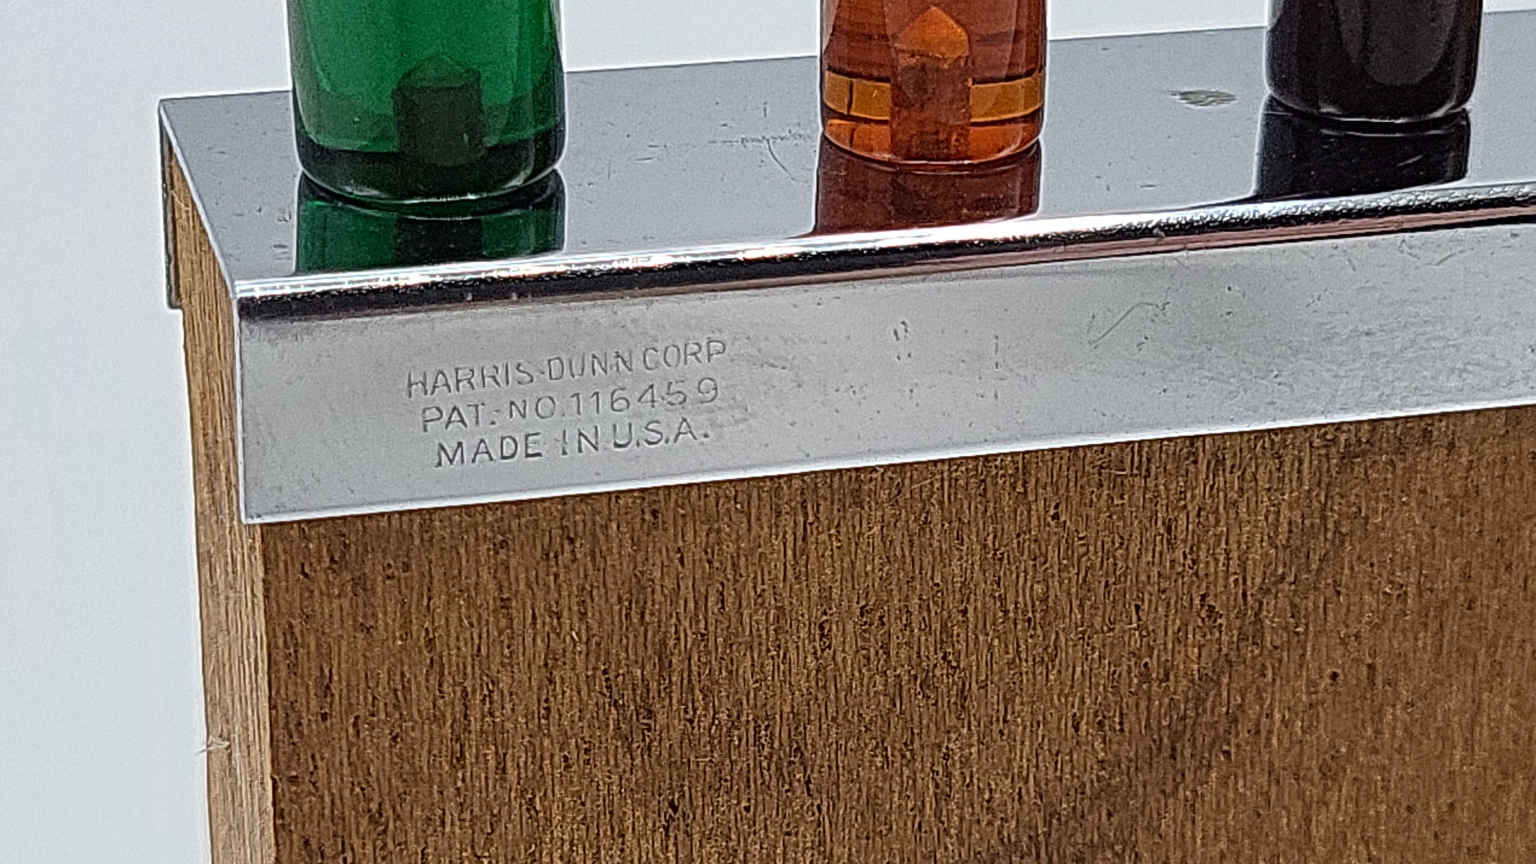 HARRIS-DUNN CORP
PAT. NO. 116459
MADE IN U.S.A.